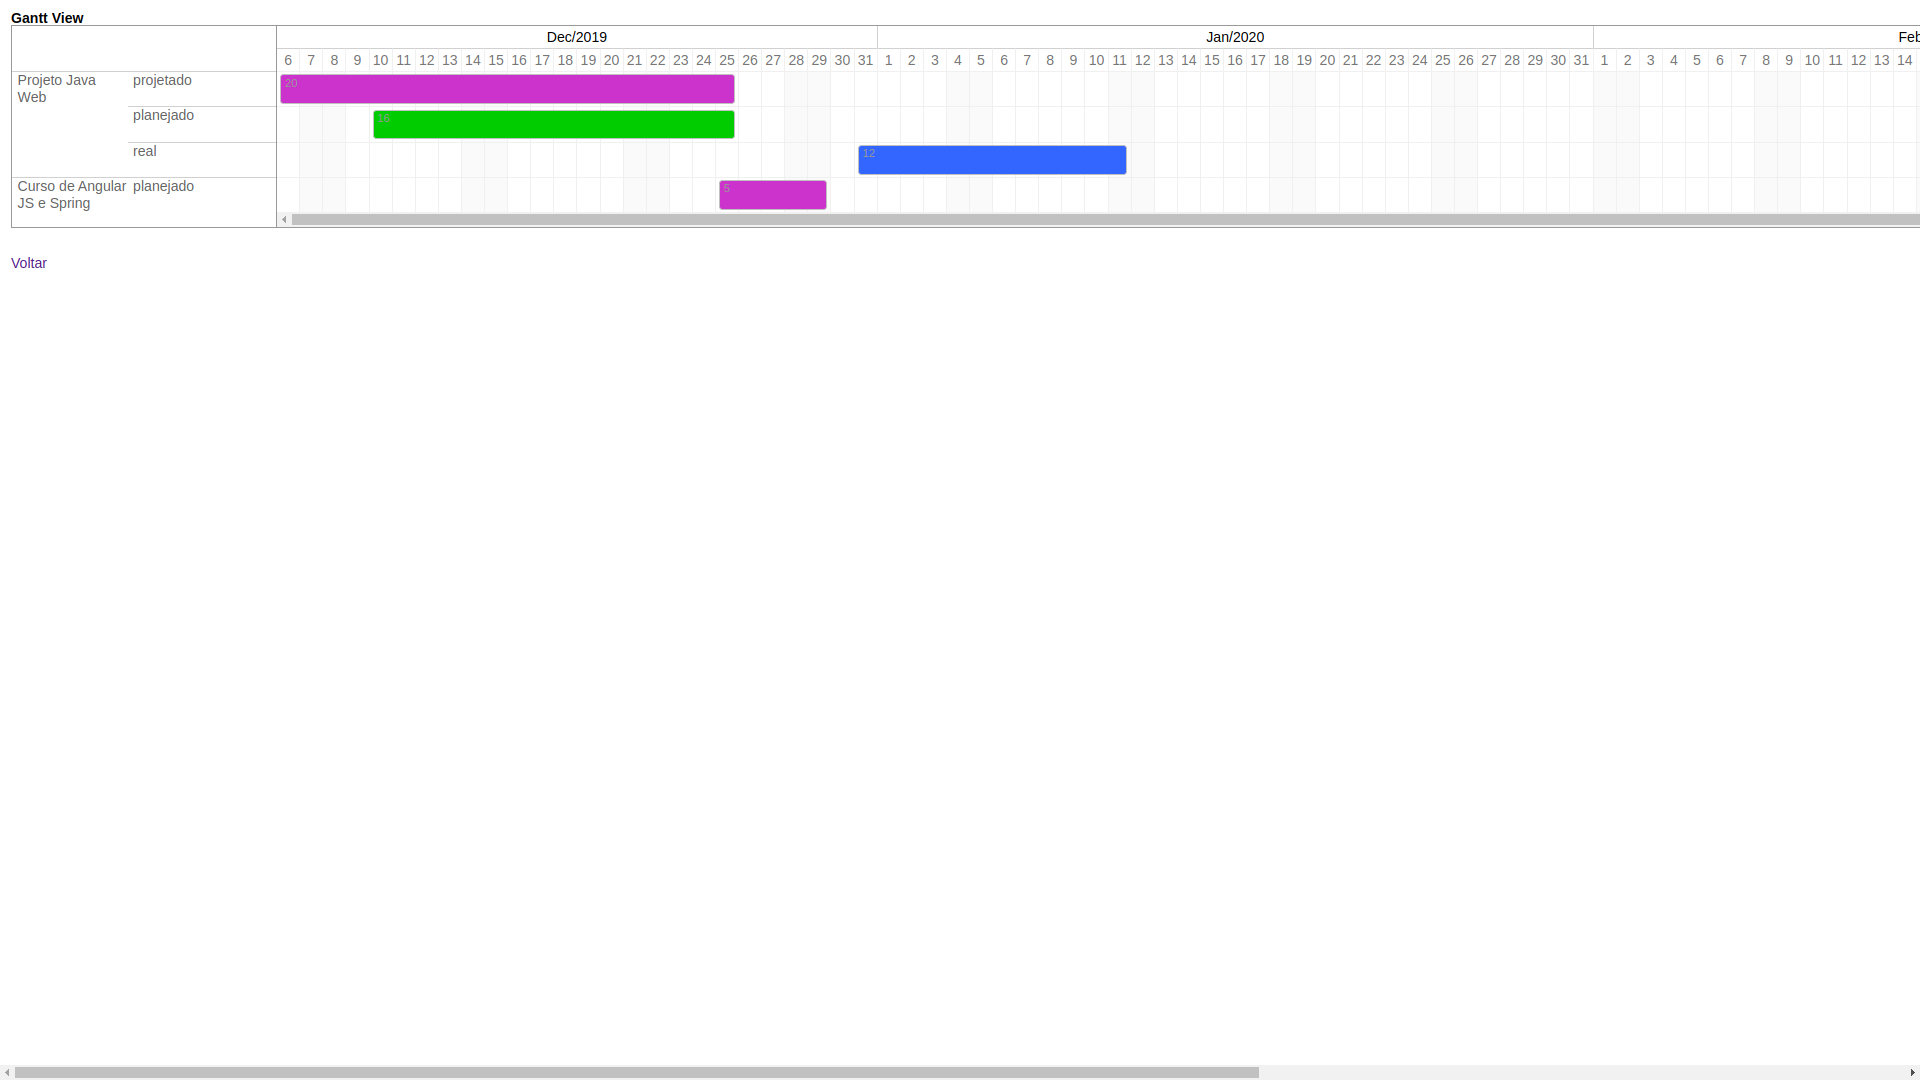 Gantt View
Dec/2019 Jan/2020 Feb
6 7 8 9 10 11 12 13 14 15 16 17 18 19 20 21 22 23 24 25 26 27 28 29 30 31 1 2 3 4 5 6 7 8 9 10 11 12 13 14 15 16 17 18 19 20 21 22 23 24 25 26 27 28 29 30 31 1 2 3 4 5 6 7 8 9 10 11 12 13 14
Projeto Java projetado 20
Web
planejado 16
real 12
Curso de Angular planejado 5
JS e Spring
Voltar